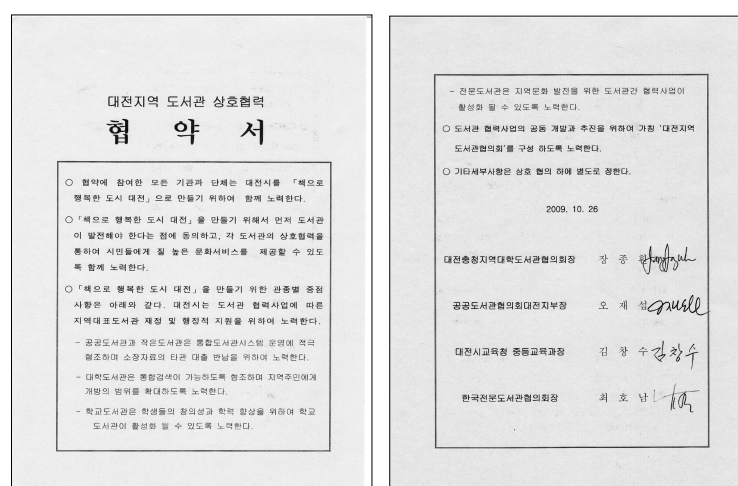 대전지역 도서관 상호협력
협 약 서
○ 협약에 참여한 모든 기관과 단체는 대전시를 「책으로
행복한 도시 대전」으로 만들기 위하여 함께 노력한다.
○「책으로 행복한 도시 대전」을 만들기 위해서 먼저 도서관
이 발전해야 한다는 점에 동의하고, 각 도서관의 상호협력을
통하여 시민들에게 질 높은 문화서비스를 제공할 수 있도
록 함께 노력한다.
○「책으로 행복한 도시 대전」을 만들기 위한 관종별 중점
사항은 아래와 같다. 대전시는 도서관 협력사업에 따른
지역대표도서관 재정 및 행정적 지원을 위하여 노력한다.
- 공공도서관과 작은도서관은 통합도서관시스템 운영에 적극
협조하며 소장자료의 타관 대출 반납을 위하여 노력한다.
- 대학도서관은 통합검색이 가능하도록 협조하며 지역주민에게
개방의 범위를 확대하도록 노력한다.
- 학교도서관은 학생들의 창의성과 학력 향상을 위하여 학교
도서관이 활성화 될 수 있도록 노력한다.
- 전문도서관은 지역문화 발전을 위한 도서관간 협력사업이
활성화 될 수 있도록 노력한다.
○ 도서관 협력사업의 공동 개발과 추진을 위하여 가칭 '대전지역
도서관협의회'를 구성 하도록 노력한다.
○ 기타세부사항은 상호 협의 하에 별도로 정한다.
2009. 10. 26
대전충청지역대학도서관협의회장 장 종 환
공공도서관협의회대전지부장 오 재 섭
대전시교육청 중등교육과장 김 창 수 김창수
한국전문도서관협의회장 최 호 남